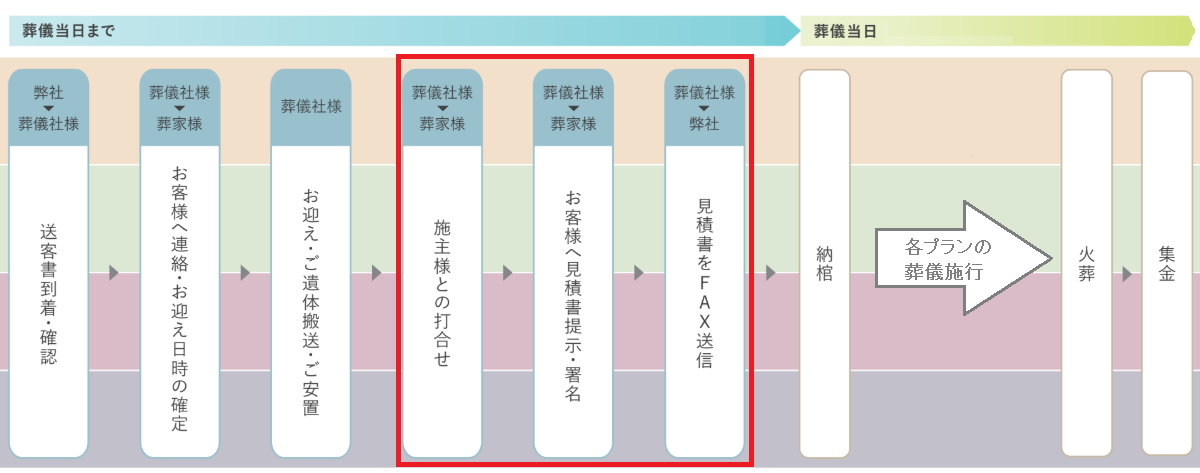 葬儀当日まで
葬儀当日
弊社
葬儀社様
送客書到着・確認
葬儀社様
葬家様
お客様へ連絡・お迎え日時の確定
葬儀社様
お迎え・ご遺体搬送・ご安置
葬儀社様
葬家様
施主様との打合せ
葬儀社様
葬家様
お客様へ見積書提示・署名
葬儀社様
弊社
見積書をFAX送信
納棺
各プランの
葬儀施行
火葬
集金